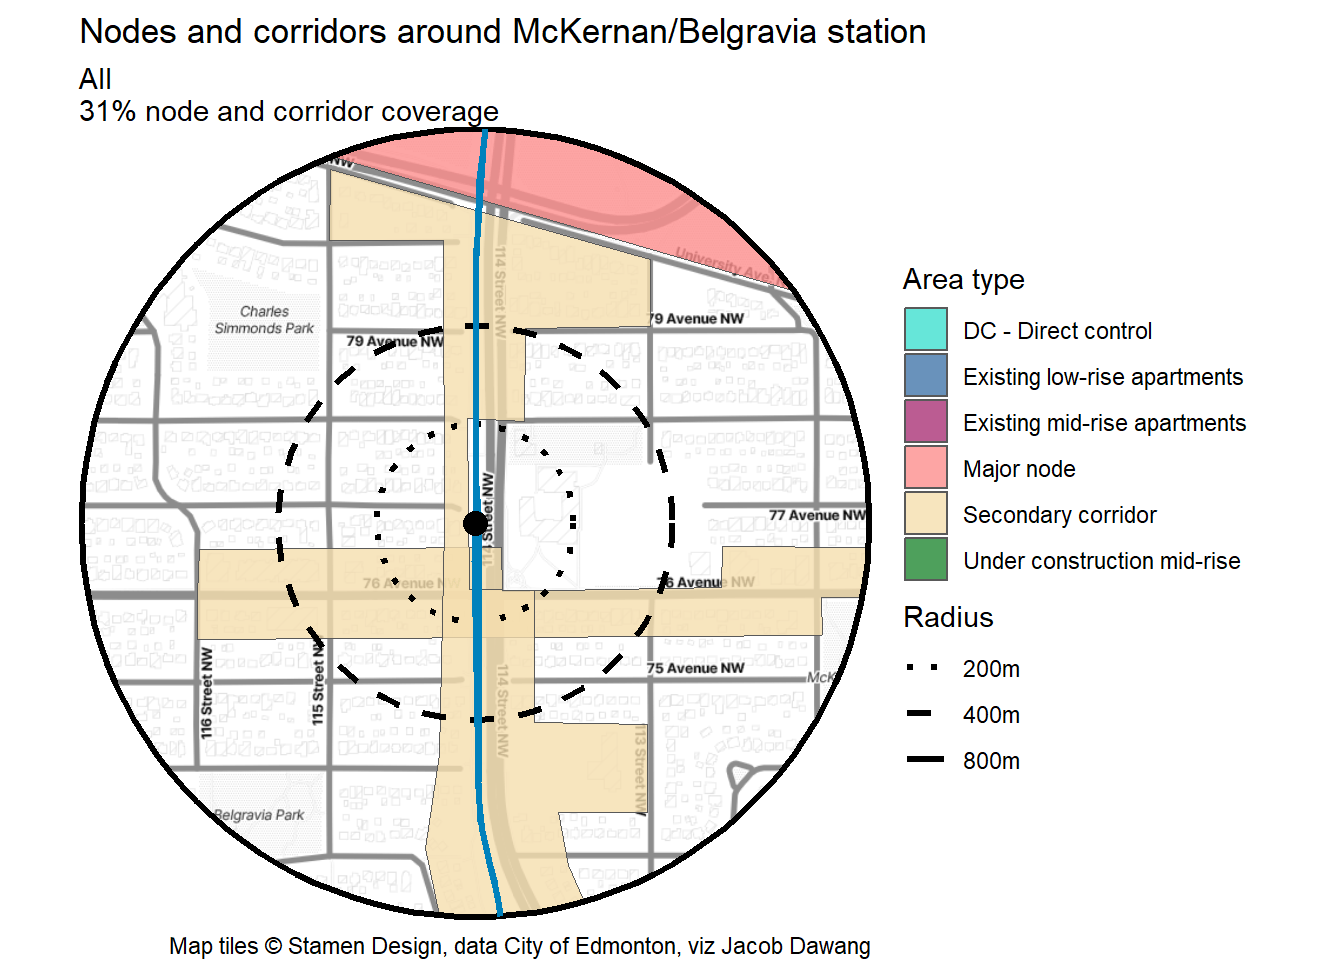 Nodes and corridors around McKernan/Belgravia station
All
31% node and corridor coverage
NW
114 Street NW
University Ave
Charles
Simmonds Park
79 Avenue NW
79 Avenue NW
114 Street NW
77 Avenue NW
76 Avenue NW
76 Avenue NW
75 Avenue NW
McK
116 Street NW
115 Street NW
114 Street NW
113 Street NW
Belgravia Park
Area type
DC - Direct control
Existing low-rise apartments
Existing mid-rise apartments
Major node
Secondary corridor
Under construction mid-rise
Radius
200m
400m
800m
Map tiles © Stamen Design, data City of Edmonton, viz Jacob Dawang